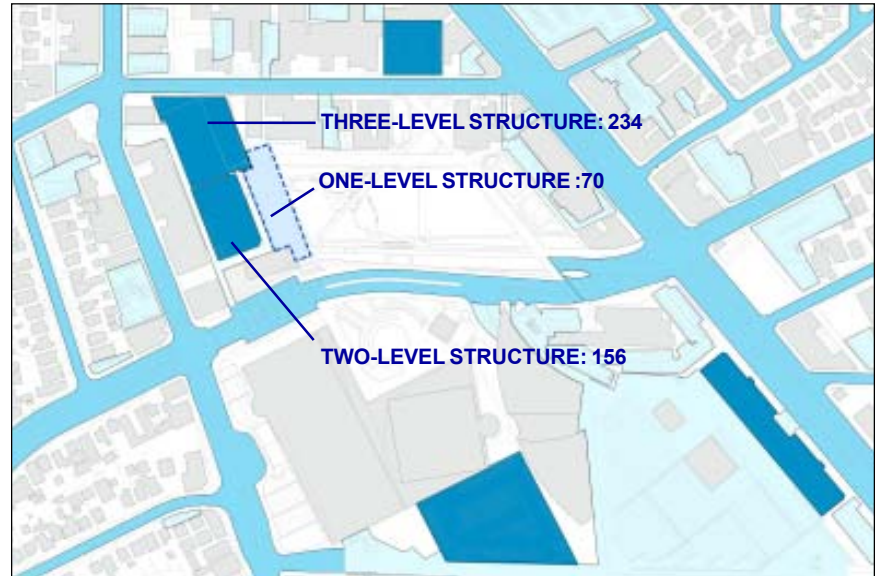 THREE-LEVEL STRUCTURE: 234
ONE-LEVEL STRUCTURE :70
TWO-LEVEL STRUCTURE: 156